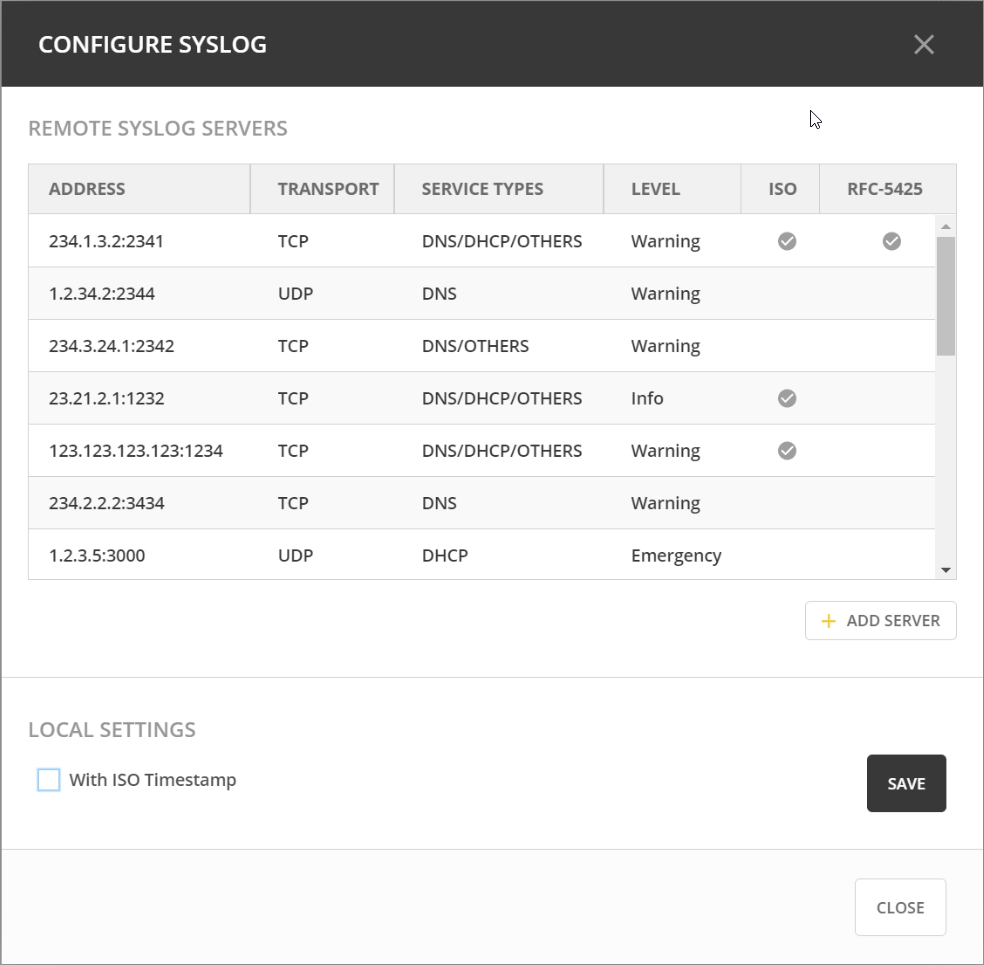 CONFIGURE SYSLOG
REMOTE SYSLOG SERVERS
ADDRESS TRANSPORT SERVICE TYPES LEVEL ISO RFC-5425
234.1.3.2:2341 TCP DNS/DHCP/OTHERS Warning
1.2.34.2:2344 UDP DNS Warning
234.3.24.1:2342 TCP DNS/OTHERS Warning
23.21.2.1:1232 TCP DNS/DHCP/OTHERS Info
123.123.123.123:1234 TCP DNS/DHCP/OTHERS Warning
234.2.2.2:3434 TCP DNS Warning
1.2.3.5:3000 UDP DHCP Emergency
ADD SERVER
LOCAL SETTINGS
With ISO Timestamp
SAVE
CLOSE